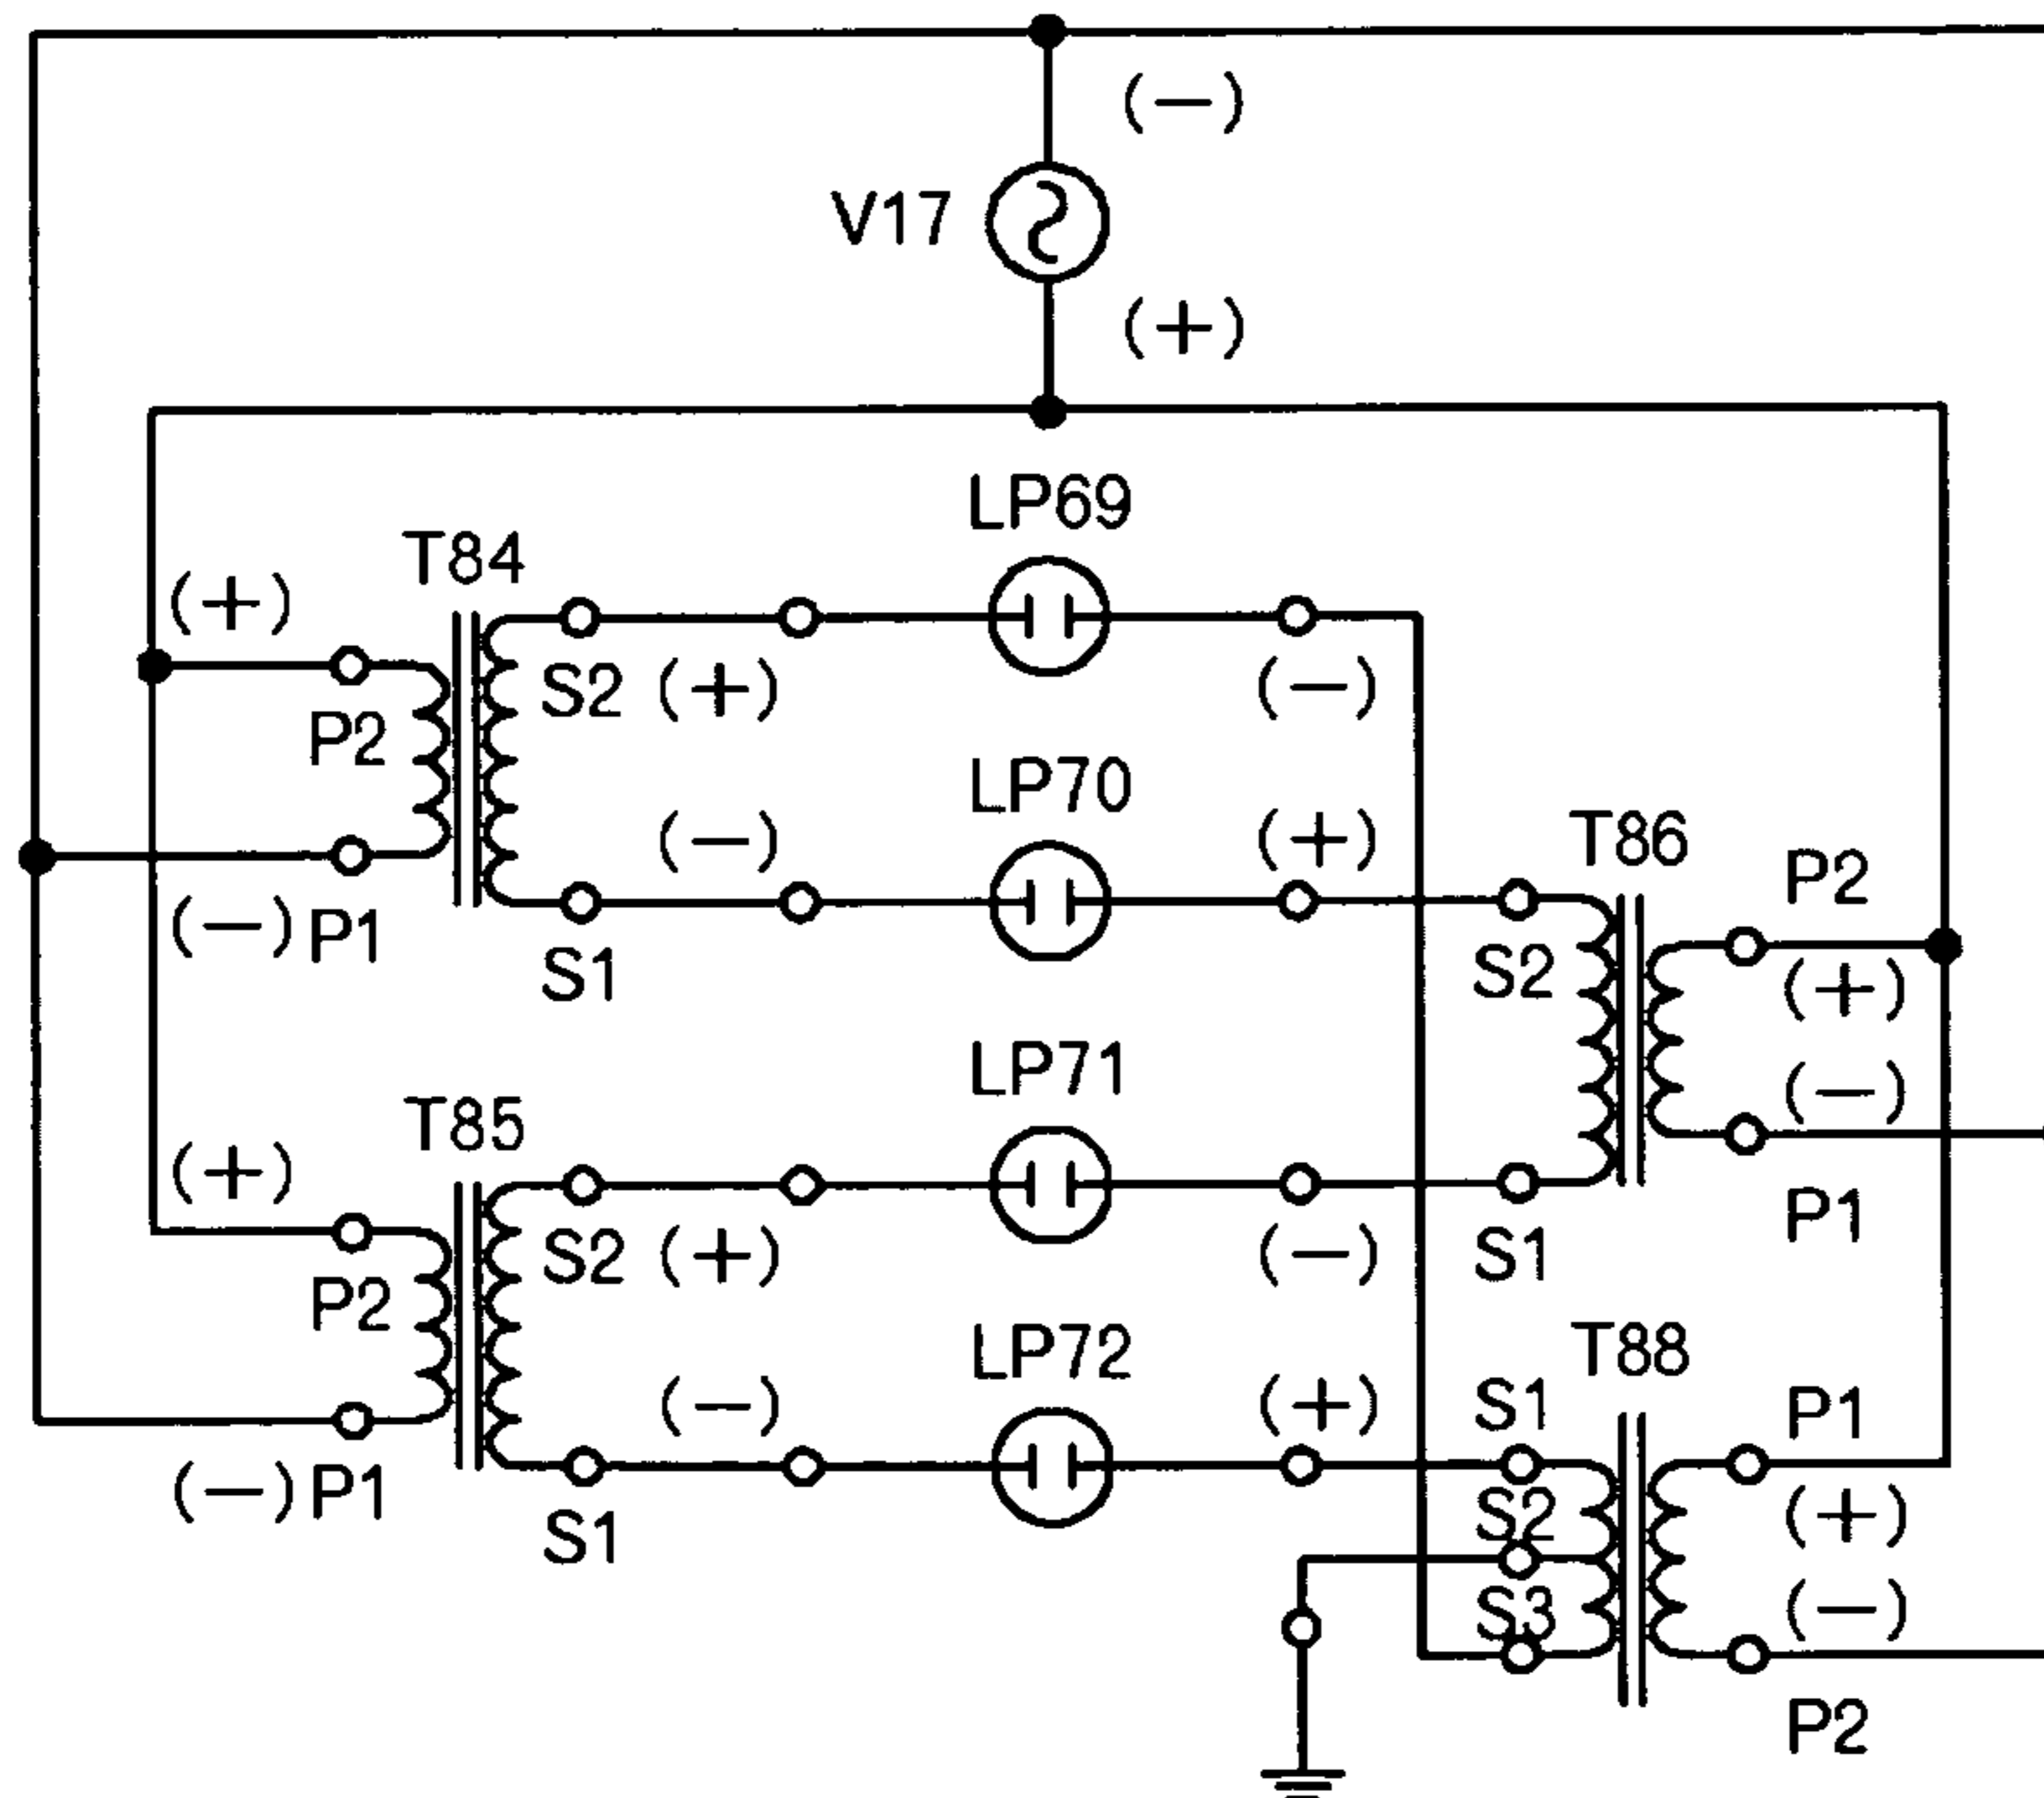 (−)
V17
(+)
LP69
T84
(+)
S2 (+)
(−)
P2
LP70
(−)
(+)
T86
P2
(−) P1
S1
S2
(+)
LP71
(−)
T85
(+)
P1
S2 (+)
(−)
S1
P2
LP72
T88
(−)
(+)
S1
P1
(−) P1
S2
(+)
S1
S3
(−)
P2